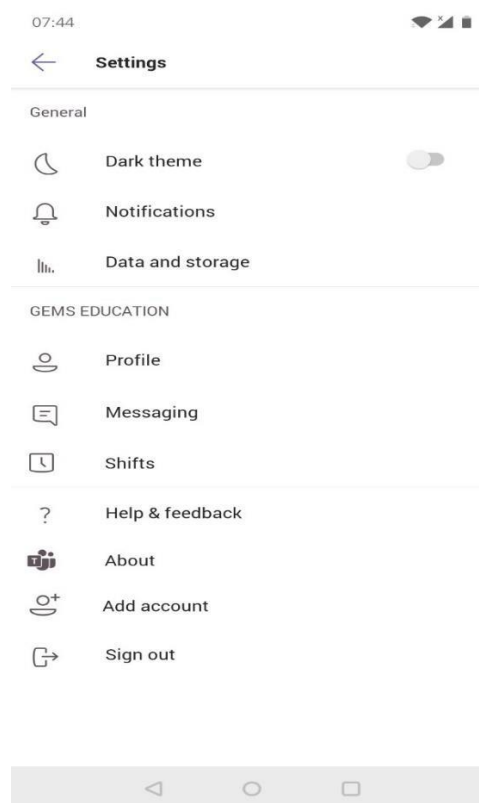 07:44
Settings
General
Dark theme
Notifications
Data and storage
GEMS EDUCATION
Profile
Messaging
Shifts
Help & feedback
About
Add account
Sign out